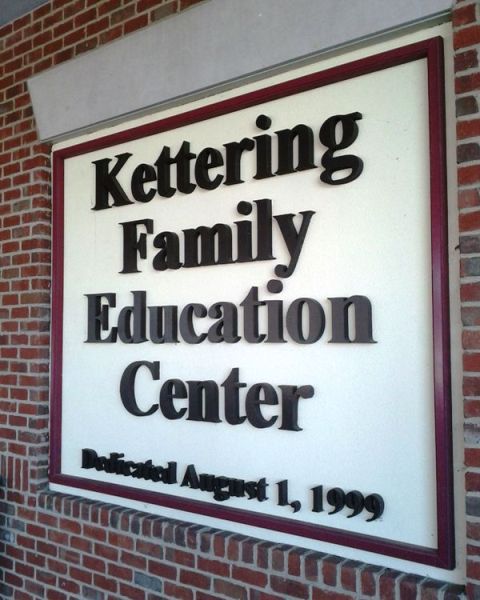 Kettering
Family
Education
Center
Dedicated August 1, 1999